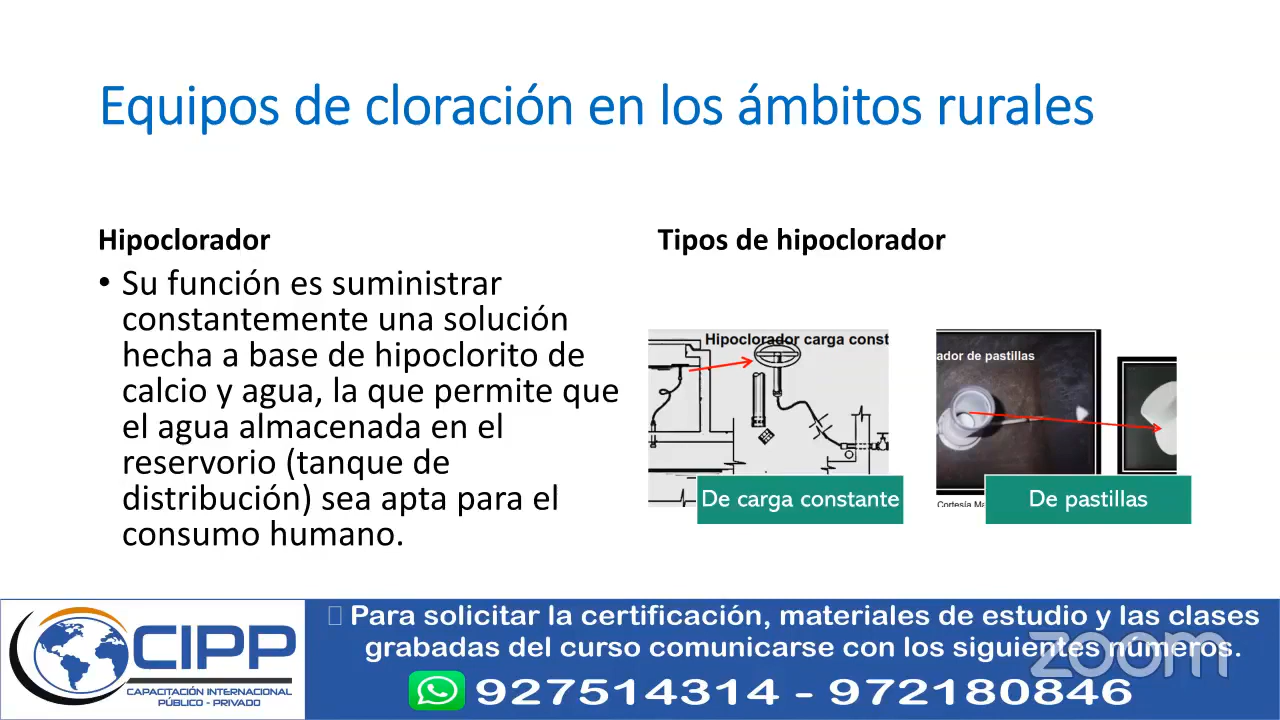 Equipos de cloración en los ámbitos rurales
Hipoclorador
• Su función es suministrar
constantemente una solución
hecha a base de hipoclorito de
calcio y agua, la que permite que
el agua almacenada en el
reservorio (tanque de
distribución) sea apta para el
consumo humano.
Tipos de hipoclorador
Hipoclorador carga const
De carga constante
ador de pastillas
Cortesía
De pastillas
CIPP
CAPACITACIÓN INTERNACIONAL
PÚBLICO - PRIVADO
Para solicitar la certificación, materiales de estudio y las clases
grabadas del curso comunicarse con los siguientes números.
927514314 - 972180846
zoom